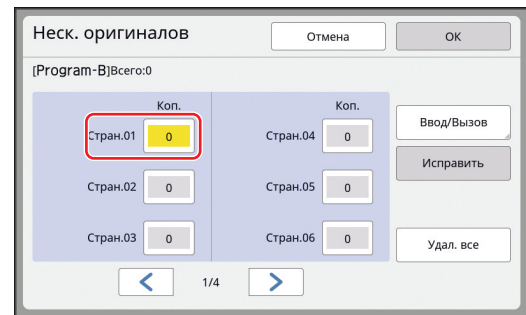 Неск. оригиналов
Отмена
ОК
[Program-B]Всего:0
Коп.
Коп.
Стран.01 0
Стран.04 0
Ввод/Вызов
Исправить
Стран.02 0
Стран.05 0
Стран.03 0
Стран.06 0
Удал. все
1/4